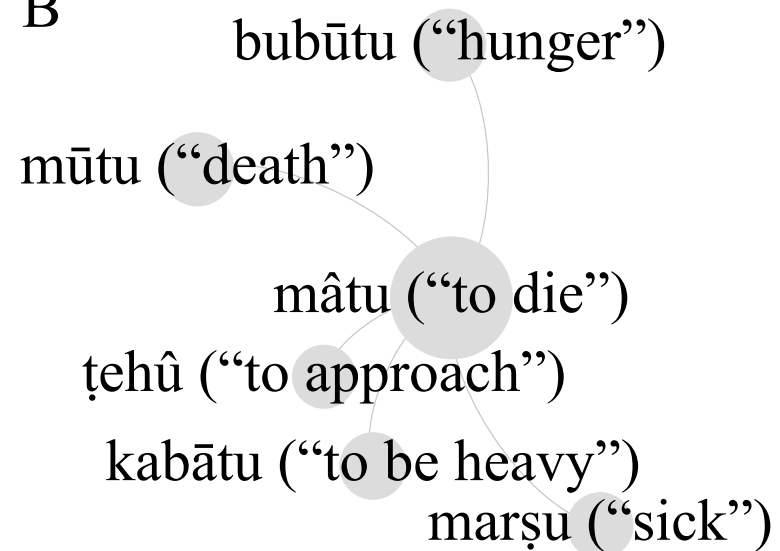 B
bubūtu (“hunger”)
mūtu (“death”)
mâtu (“to die”)
ṭehû (“to approach”)
kabātu (“to be heavy”)
marṣu (“sick”)